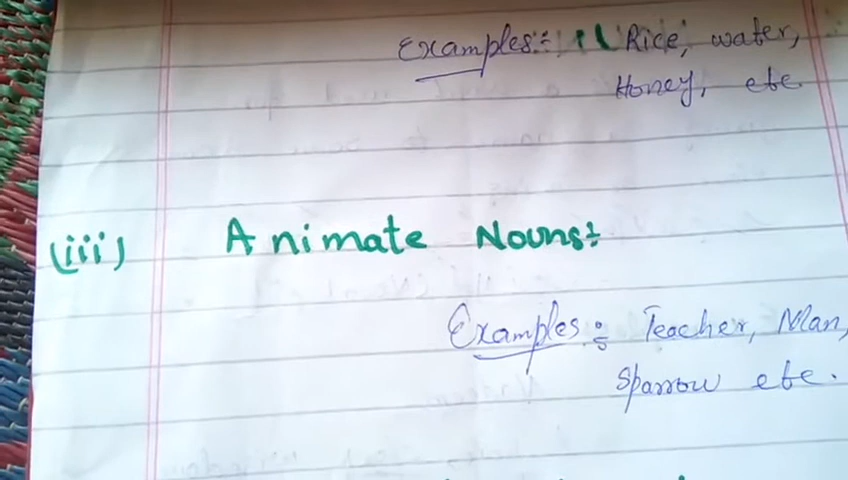 Examples:- Rice, water,
Honey, etc
(iii) Animate Nouns:-
Examples:- Teacher, Man,
Sparrow etc.